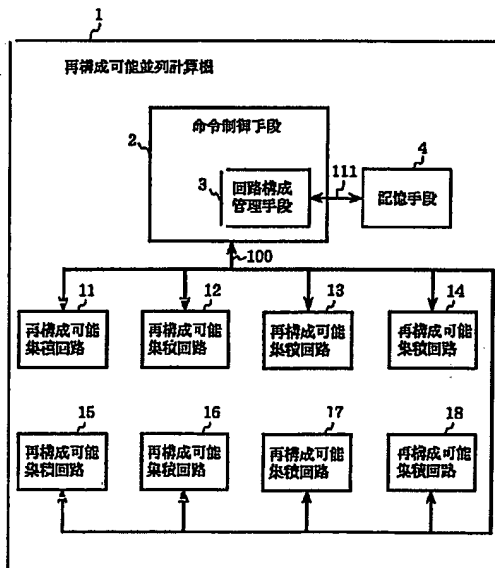 1
再構成可能並列計算機
命令制御手段
2
3
回路構成
管理手段
111
4
記憶手段
100
11
再構成可能
集積回路
12
再構成可能
集積回路
13
再構成可能
集積回路
14
再構成可能
集積回路
15
再構成可能
集積回路
16
再構成可能
集積回路
17
再構成可能
集積回路
18
再構成可能
集積回路